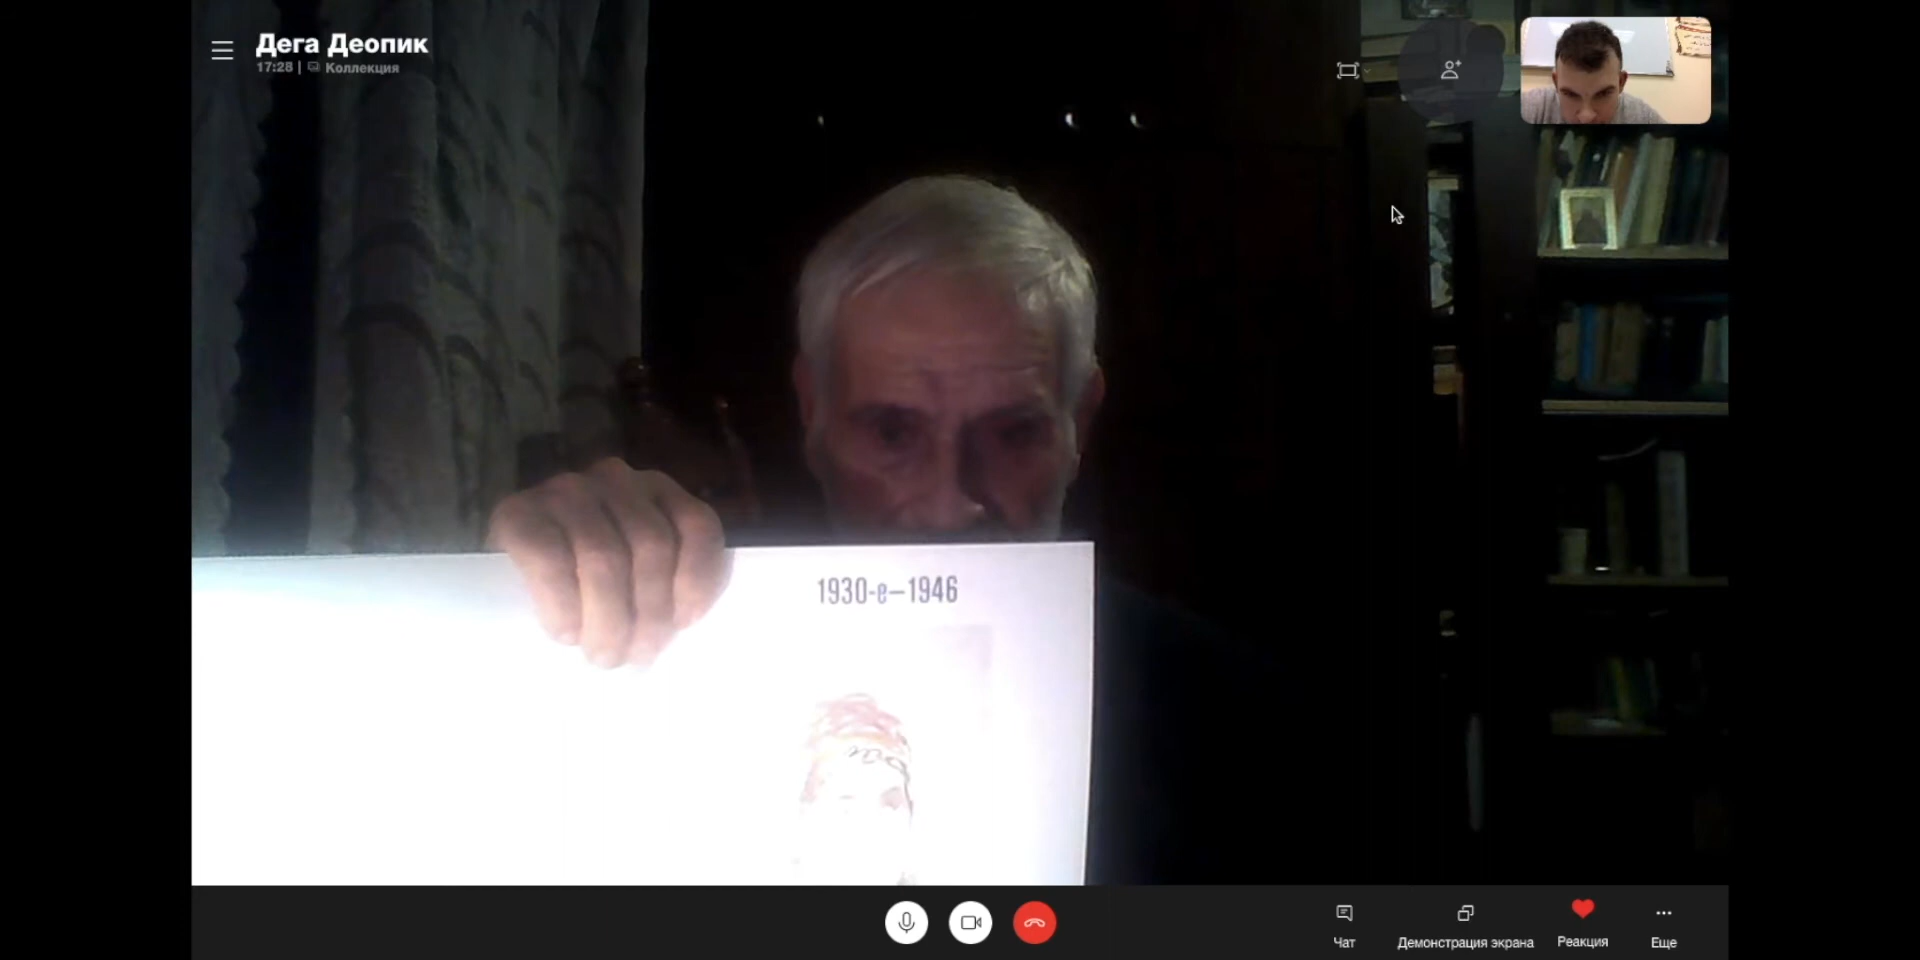 Дега Деопик
17:28 | Коллекция
1930-е–1946
Чат
Демонстрация экрана
Реакция
Еще